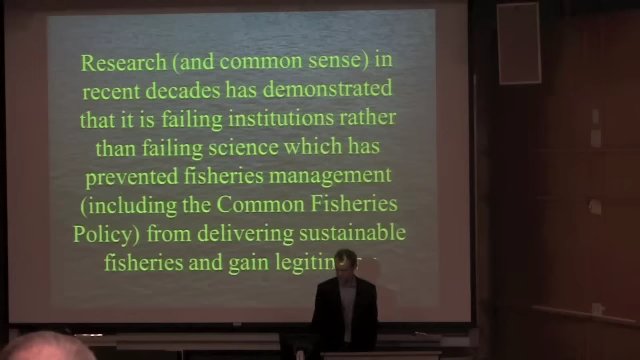 Research (and common sense) in
recent decades has demonstrated
that it is failing institutions rather
than failing science which has
prevented fisheries management
(including the Common Fisheries
Policy) from delivering sustainable
fisheries and gain